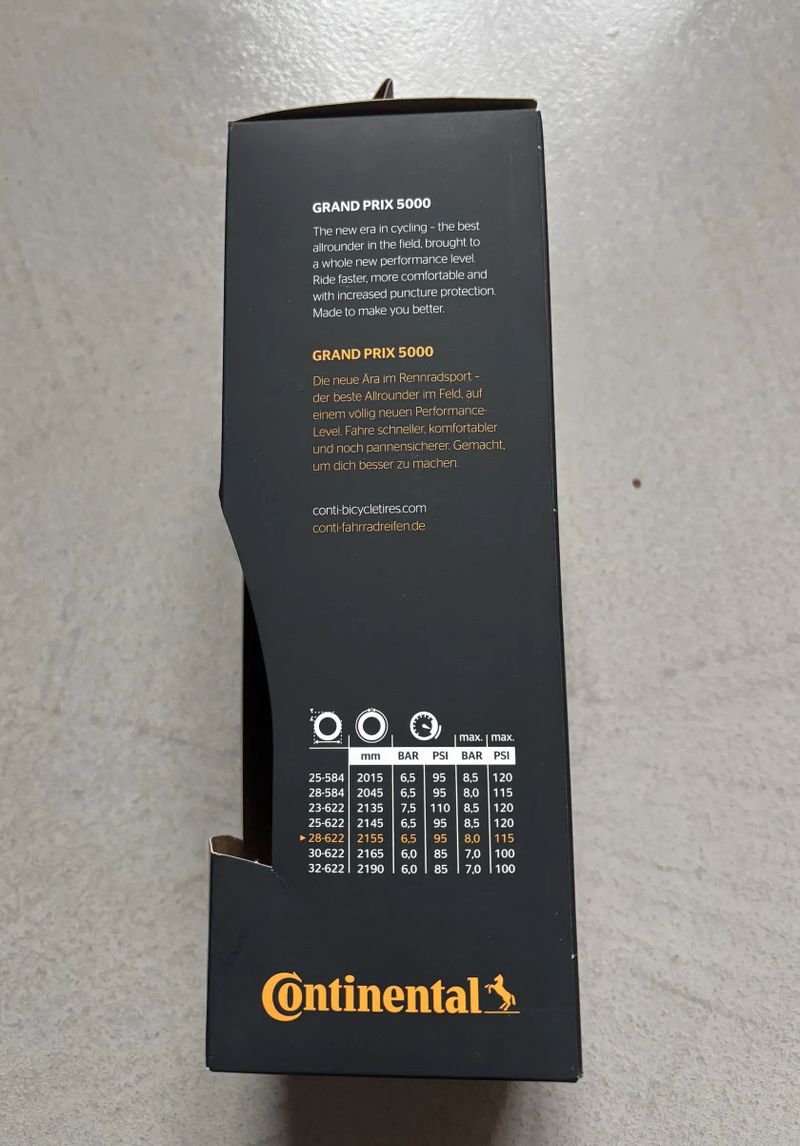 GRAND PRIX 5000
The new era in cycling – the best
allrounder in the field, brought to
a whole new performance level.
Ride faster, more comfortable and
with increased puncture protection.
Made to make you better.
GRAND PRIX 5000
Die neue Ära im Rennradsport –
der beste Allrounder im Feld, auf
einem völlig neuen Performance-
Level. Fahre schneller, komfortabler
und noch pannensicherer. Gemacht,
um dich besser zu machen.
conti-bicycletires.com
conti-fahrradreifen.de
max. max.
mm BAR PSI BAR PSI
25-584 2015 6,5 95 8,5 120
28-584 2045 6,5 95 8,0 115
23-622 2135 7,5 110 8,5 120
25-622 2145 6,5 95 8,5 120
▸ 28-622 2155 6,5 95 8,0 115
30-622 2165 6,0 85 7,0 100
32-622 2190 6,0 85 7,0 100
Continental